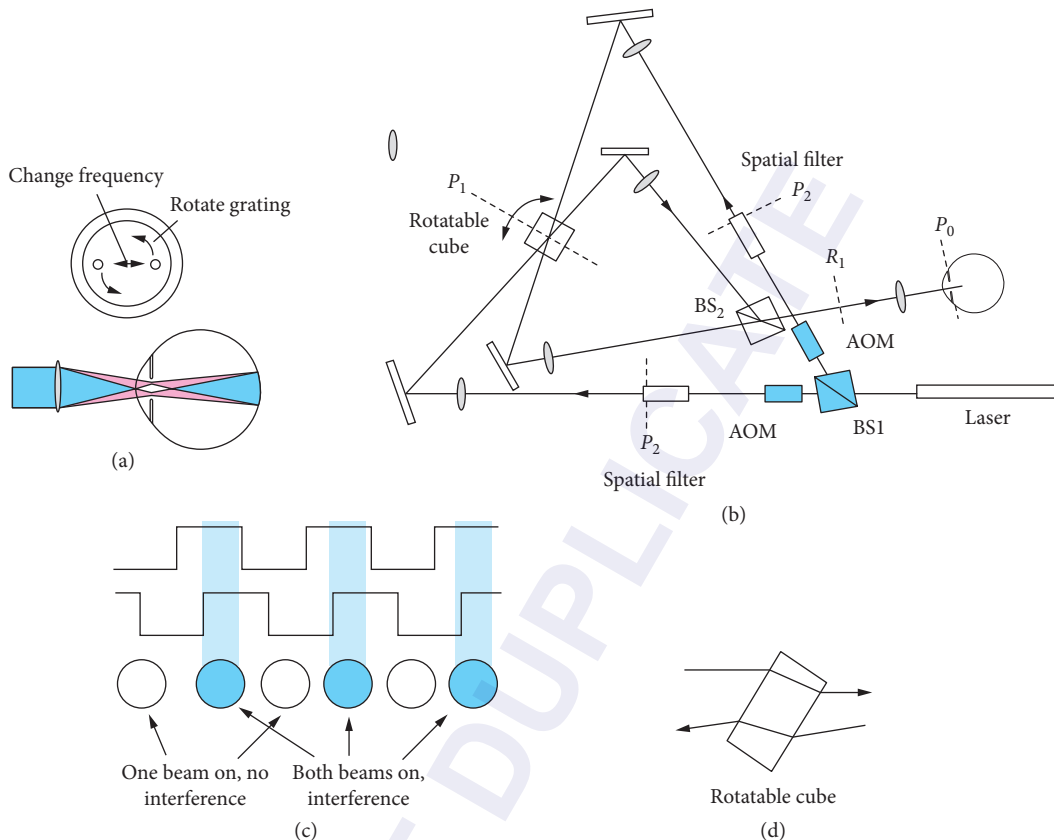 Change frequency
Rotate grating
(a)
P1
Rotatable
cube
Spatial filter
P2
P0
R1
BS2
AOM
P2
AOM
BS1
Laser
Spatial filter
(b)
One beam on, no
interference
Both beams on,
interference
(c)
Rotatable cube
(d)
DUPLICATE